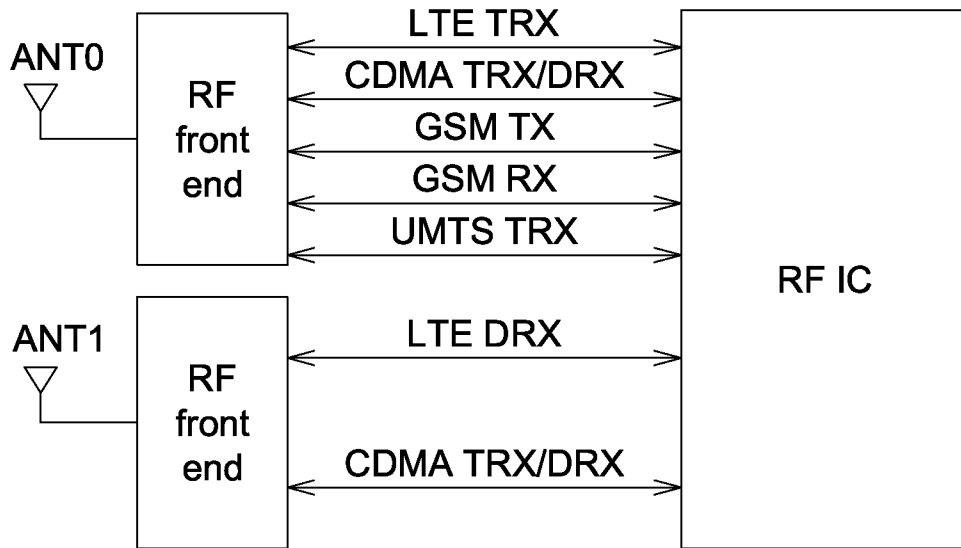 LTE TRX
ANT0
CDMA TRX/DRX
RF
front
end
GSM TX
GSM RX
UMTS TRX
RF IC
ANT1
LTE DRX
RF
front
end
CDMA TRX/DRX